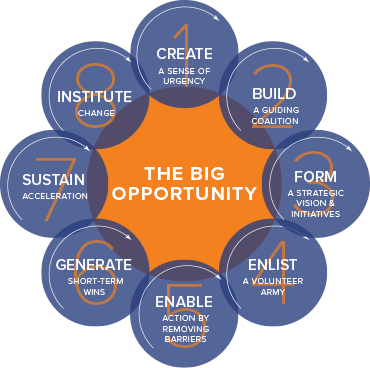 1
CREATE
A SENSE OF
URGENCY
2
BUILD
A GUIDING
COALITION
3
FORM
A STRATEGIC
VISION &
INITIATIVES
4
ENLIST
A VOLUNTEER
ARMY
5
ENABLE
ACTION BY
REMOVING
BARRIERS
6
GENERATE
SHORT-TERM
WINS
7
SUSTAIN
ACCELERATION
8
INSTITUTE
CHANGE
THE BIG
OPPORTUNITY